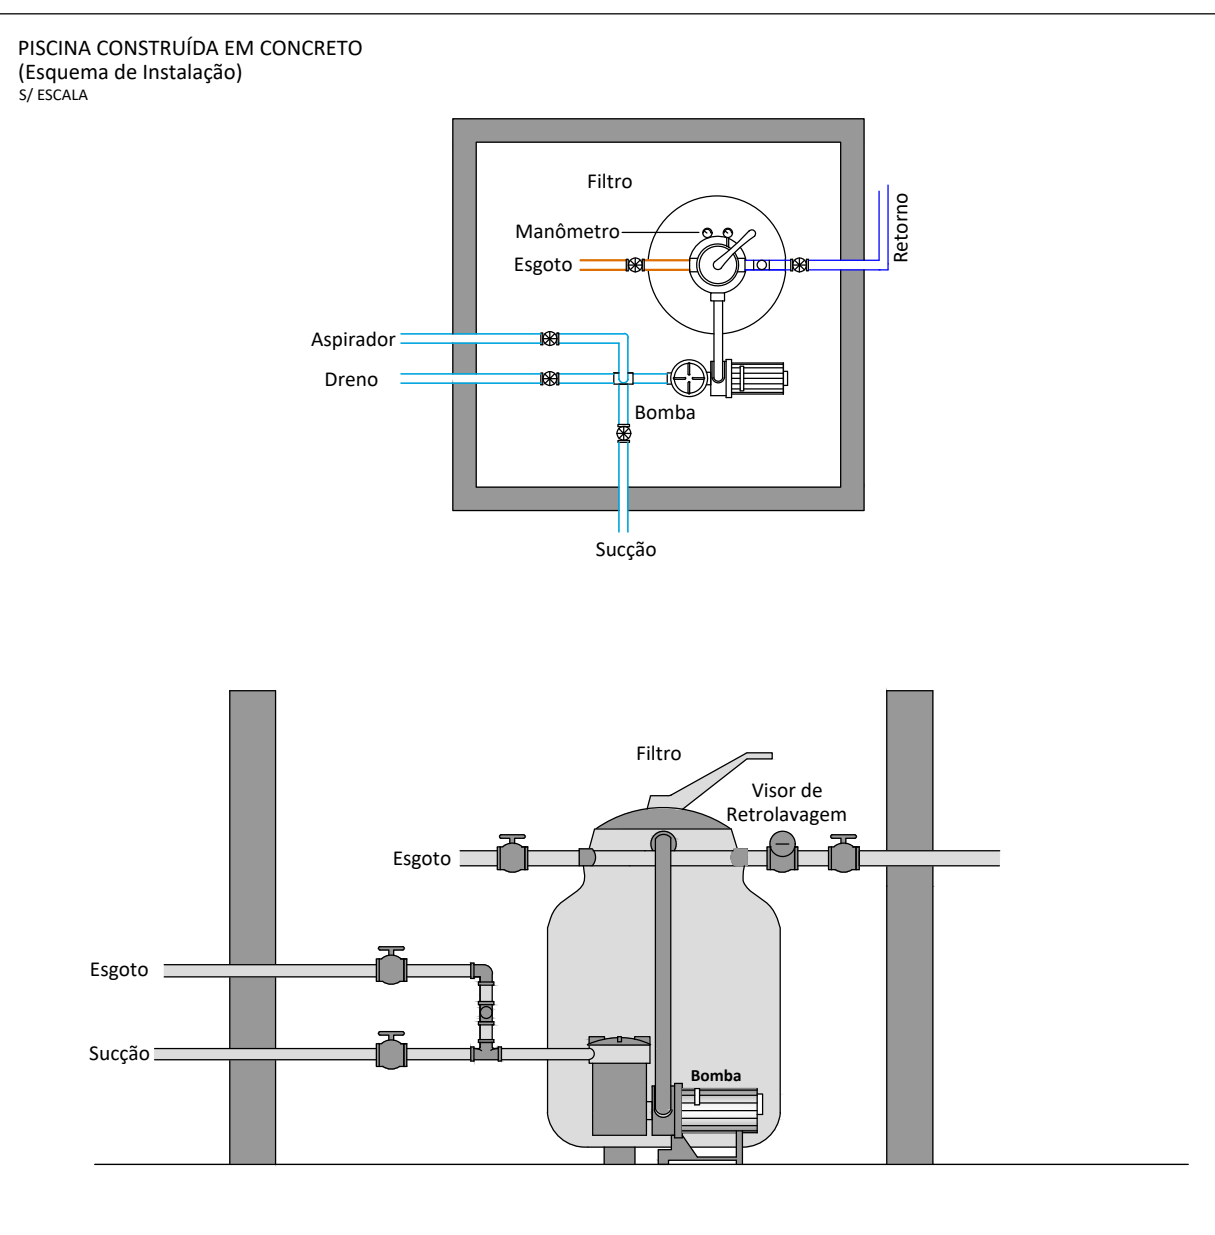 PISCINA CONSTRUÍDA EM CONCRETO
(Esquema de Instalação)
S/ ESCALA
Filtro
Manômetro
Esgoto
Retorno
Aspirador
Dreno
Bomba
Sucção
Filtro
Visor de
Retrolavagem
Esgoto
Esgoto
Sucção
Bomba